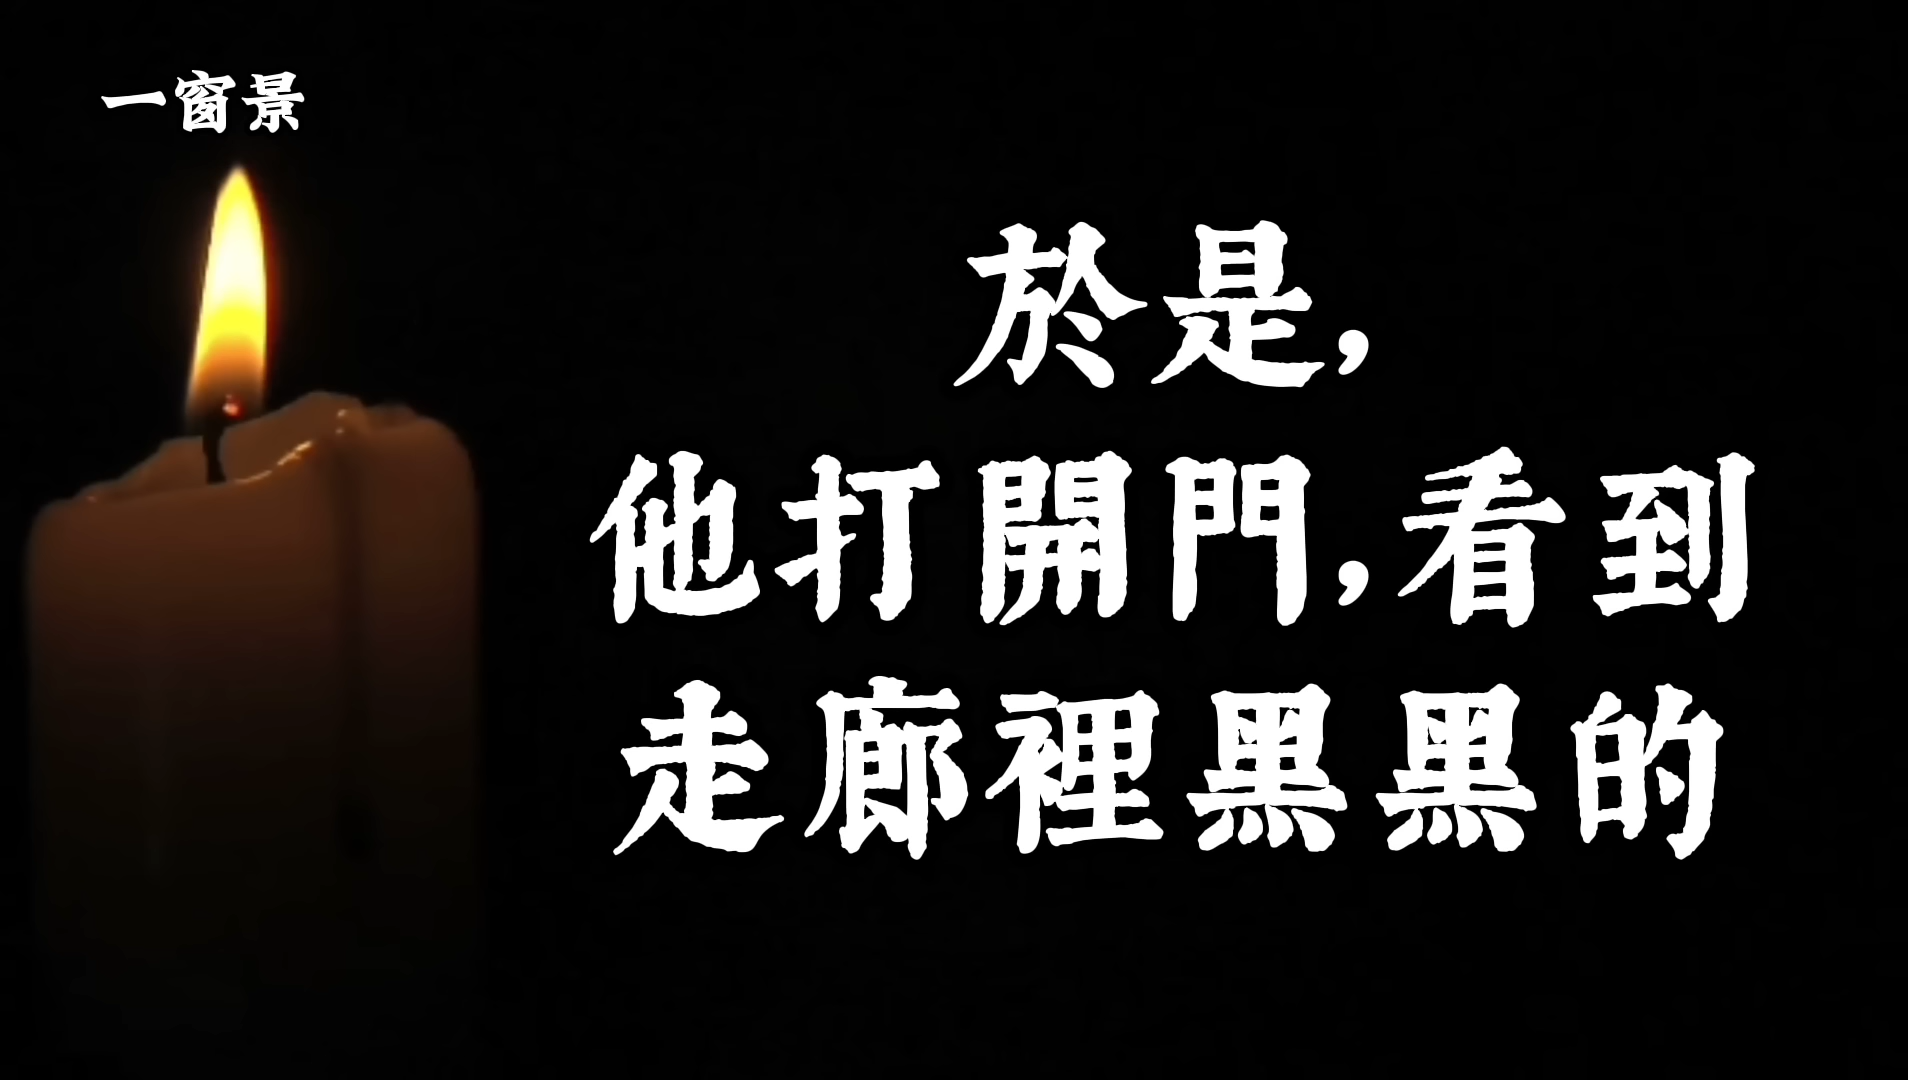 一窗景
於是,
他打開門,看到
走廊裡黑黑的